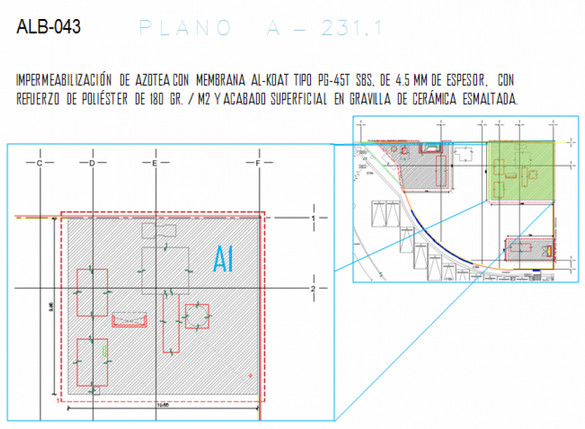 ALB-043 PLANO A - 231.1
IMPERMEABILIZACIÓN DE AZOTEA CON MEMBRANA AL-KOAT TIPO PG-45T SBS, DE 4.5 MM DE ESPESOR, CON
REFUERZO DE POLIÉSTER DE 180 GR. / M2 Y ACABADO SUPERFICIAL EN GRAVILLA DE CERÁMICA ESMALTADA.
C D E F
1
A1
2